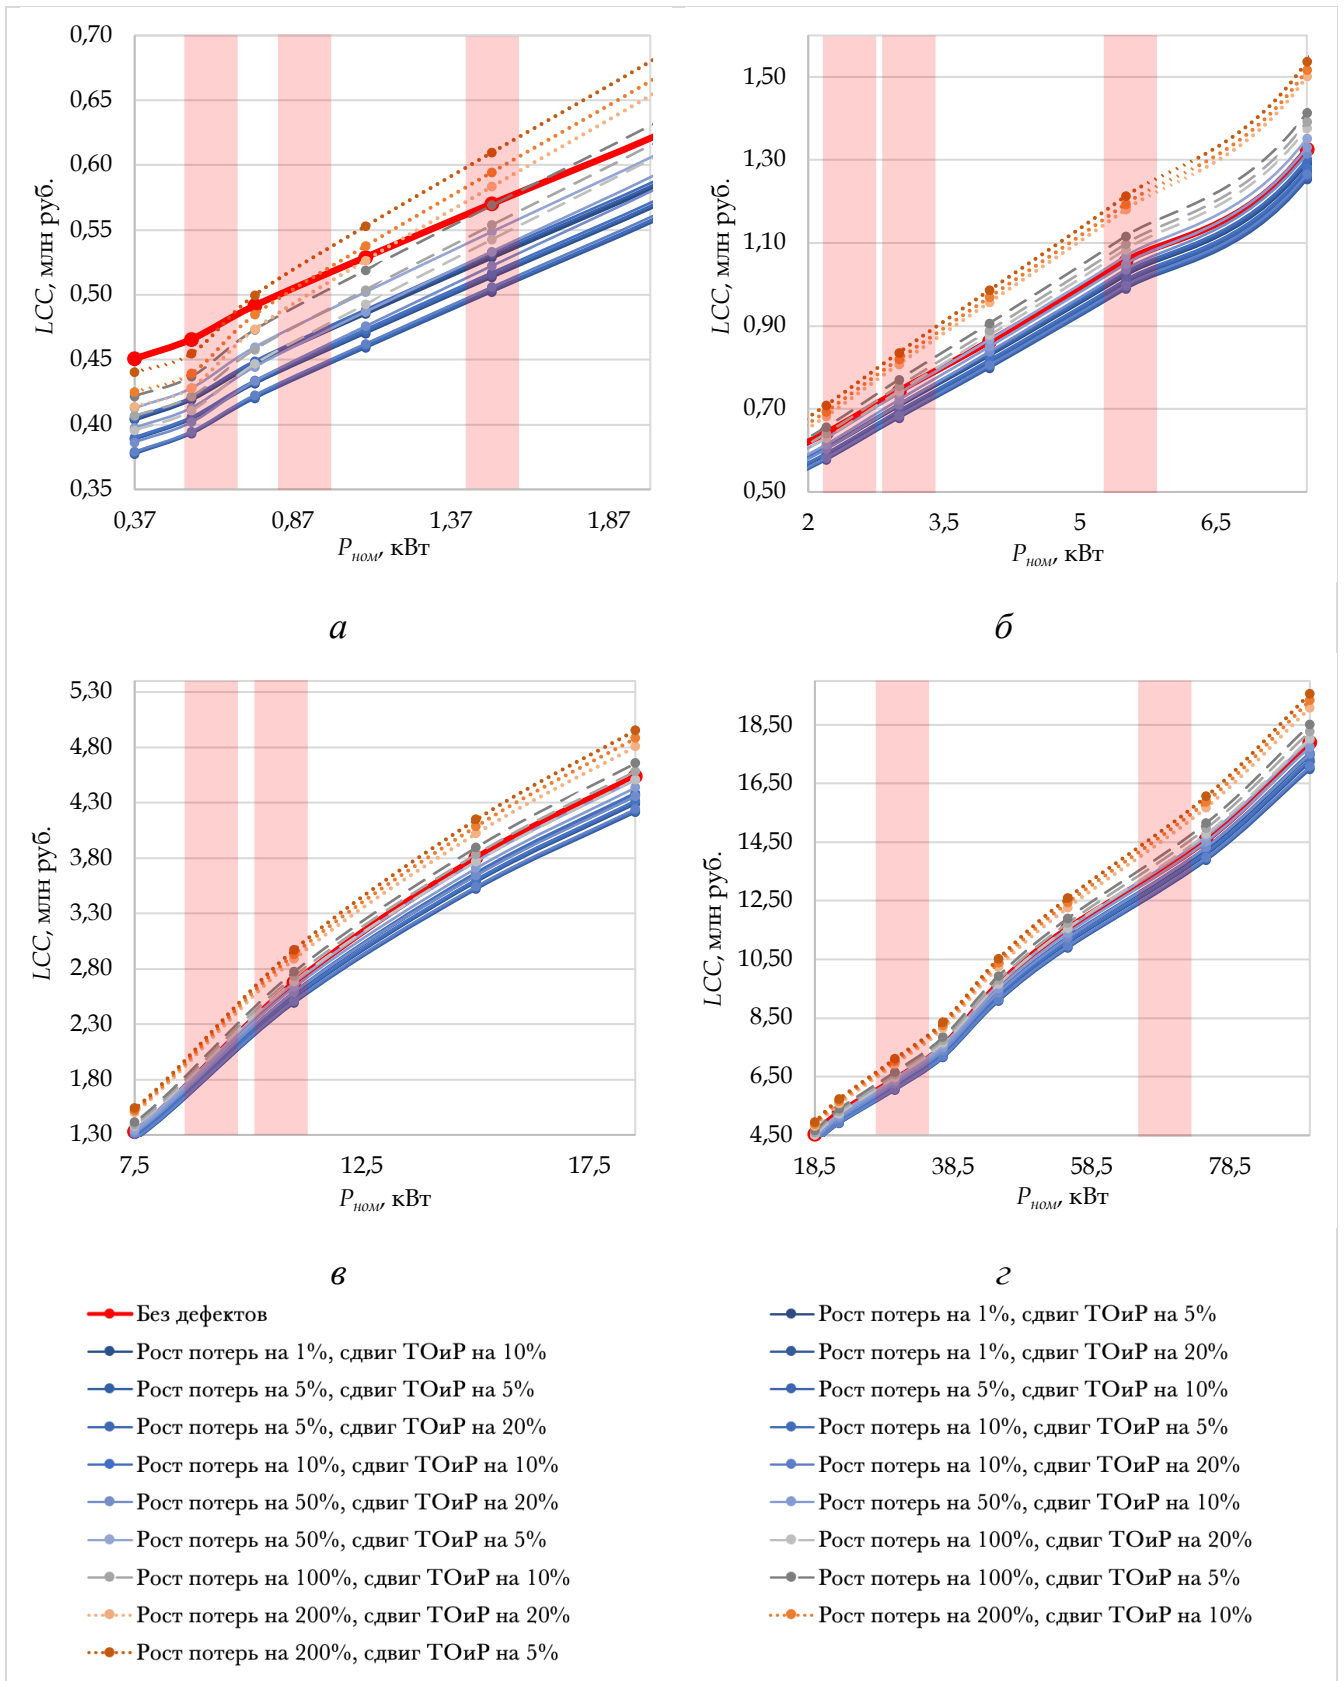 0,70
0,65
0,60
0,55
0,50
0,45
0,40
0,35
LCC, млн руб.
0,37 0,87 1,37 1,87
Pном, кВт
а
1,50
1,30
1,10
0,90
0,70
0,50
LCC, млн руб.
2 3,5 5 6,5
Pном, кВт
б
5,30
4,80
4,30
3,80
3,30
2,80
2,30
1,80
1,30
LCC, млн руб.
7,5 12,5 17,5
Pном, кВт
в
18,50
16,50
14,50
12,50
10,50
8,50
6,50
4,50
LCC, млн руб.
18,5 38,5 58,5 78,5
Pном, кВт
г
Без дефектов
Рост потерь на 1%, сдвиг ТОиР на 5%
Рост потерь на 1%, сдвиг ТОиР на 10%
Рост потерь на 1%, сдвиг ТОиР на 20%
Рост потерь на 5%, сдвиг ТОиР на 5%
Рост потерь на 5%, сдвиг ТОиР на 10%
Рост потерь на 5%, сдвиг ТОиР на 20%
Рост потерь на 10%, сдвиг ТОиР на 5%
Рост потерь на 10%, сдвиг ТОиР на 10%
Рост потерь на 10%, сдвиг ТОиР на 20%
Рост потерь на 50%, сдвиг ТОиР на 20%
Рост потерь на 50%, сдвиг ТОиР на 10%
Рост потерь на 50%, сдвиг ТОиР на 5%
Рост потерь на 100%, сдвиг ТОиР на 20%
Рост потерь на 100%, сдвиг ТОиР на 10%
Рост потерь на 100%, сдвиг ТОиР на 5%
Рост потерь на 200%, сдвиг ТОиР на 20%
Рост потерь на 200%, сдвиг ТОиР на 10%
Рост потерь на 200%, сдвиг ТОиР на 5%